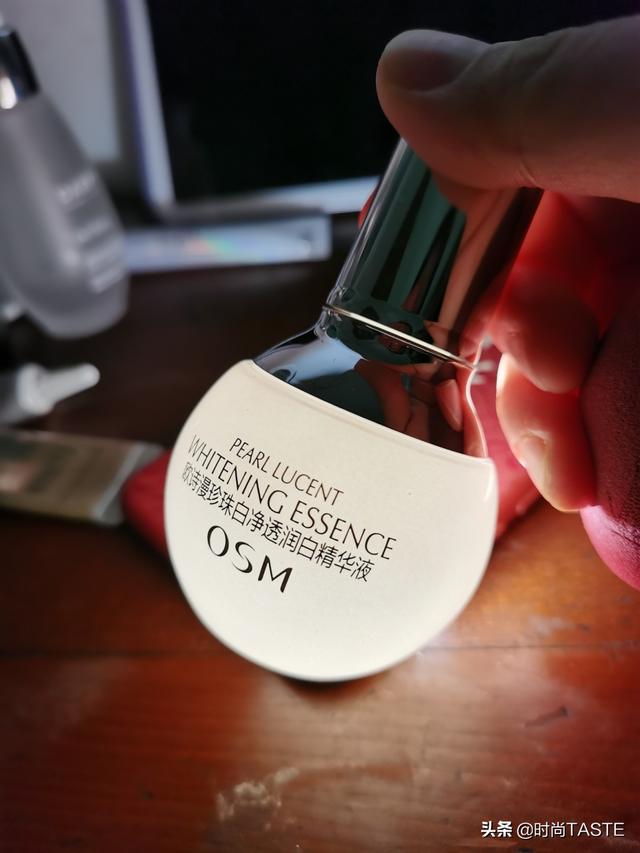 PEARL LUCENT
WHITENING ESSENCE
欧诗漫珍珠白净透润白精华液
OSM
头条 @时尚TASTE